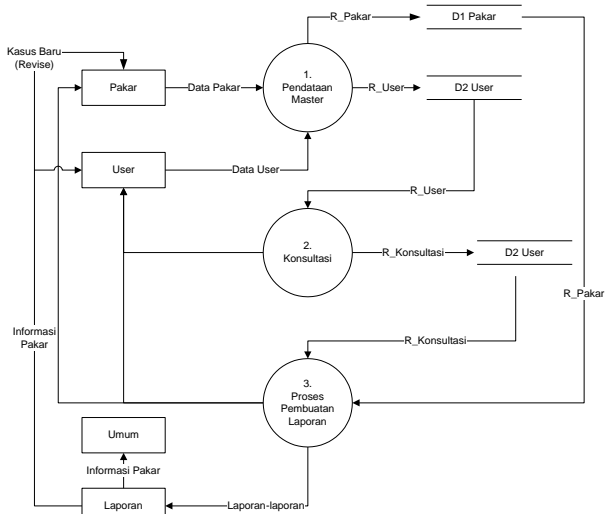 R_Pakar
D1 Pakar
Kasus Baru
(Revise)
Pakar
Data Pakar
1.
Pendataan
Master
R_User
D2 User
User
Data User
R_User
2.
Konsultasi
R_Konsultasi
D2 User
R_Pakar
Informasi
Pakar
R_Konsultasi
3.
Proses
Pembuatan
Laporan
Umum
Informasi Pakar
Laporan
Laporan-laporan